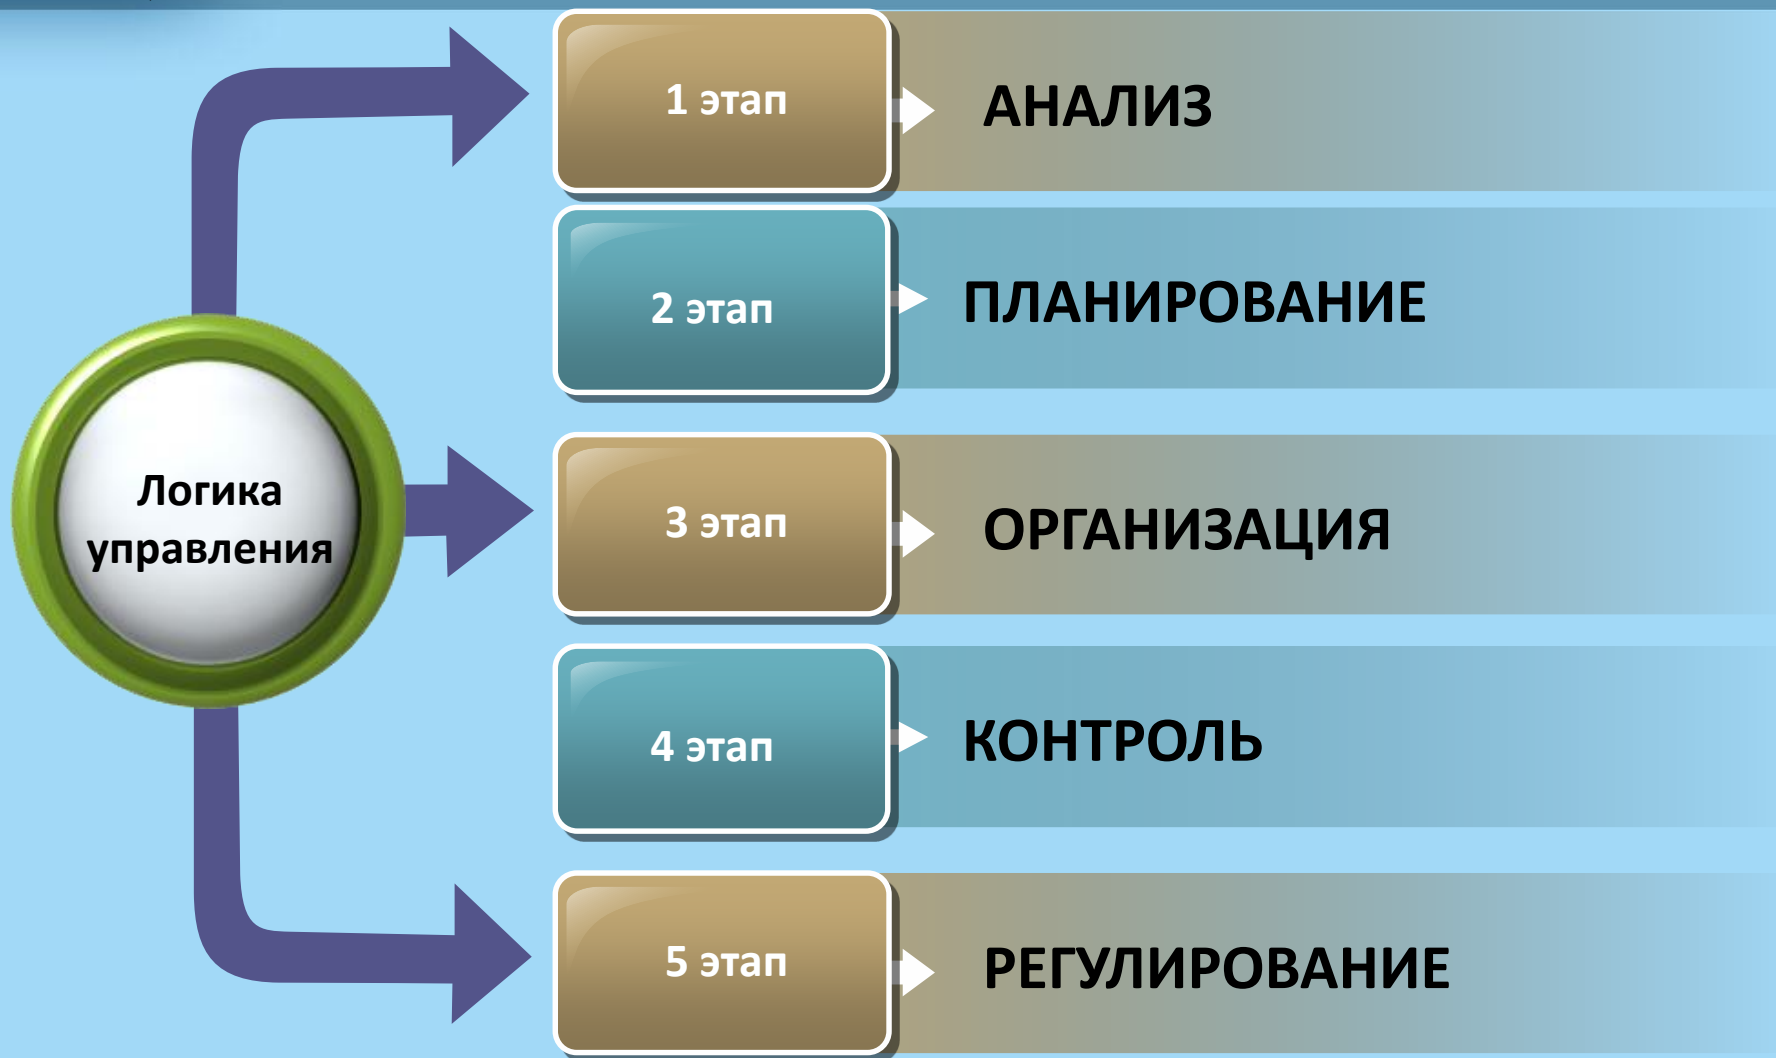 1 этап
АНАЛИЗ
2 этап
ПЛАНИРОВАНИЕ
Логика
управления
3 этап
ОРГАНИЗАЦИЯ
4 этап
КОНТРОЛЬ
5 этап
РЕГУЛИРОВАНИЕ